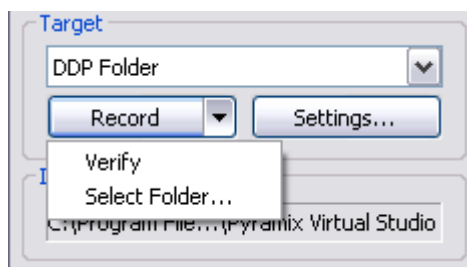 Target
DDP Folder
Record
Settings...
Verify
Select Folder...
C:\Program File...\Pyramix Virtual Studio